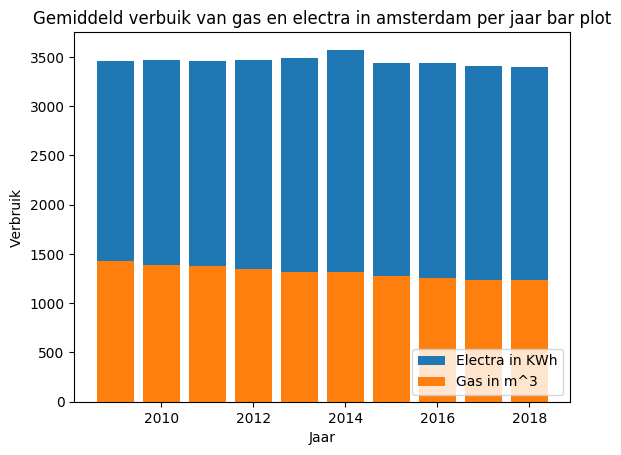 Gemiddeld verbuik van gas en electra in amsterdam per jaar bar plot
3500
3000
2500
2000
1500
1000
500
0
Verbruik
Electra in KWh
Gas in m^3
2010 2012 2014 2016 2018
Jaar